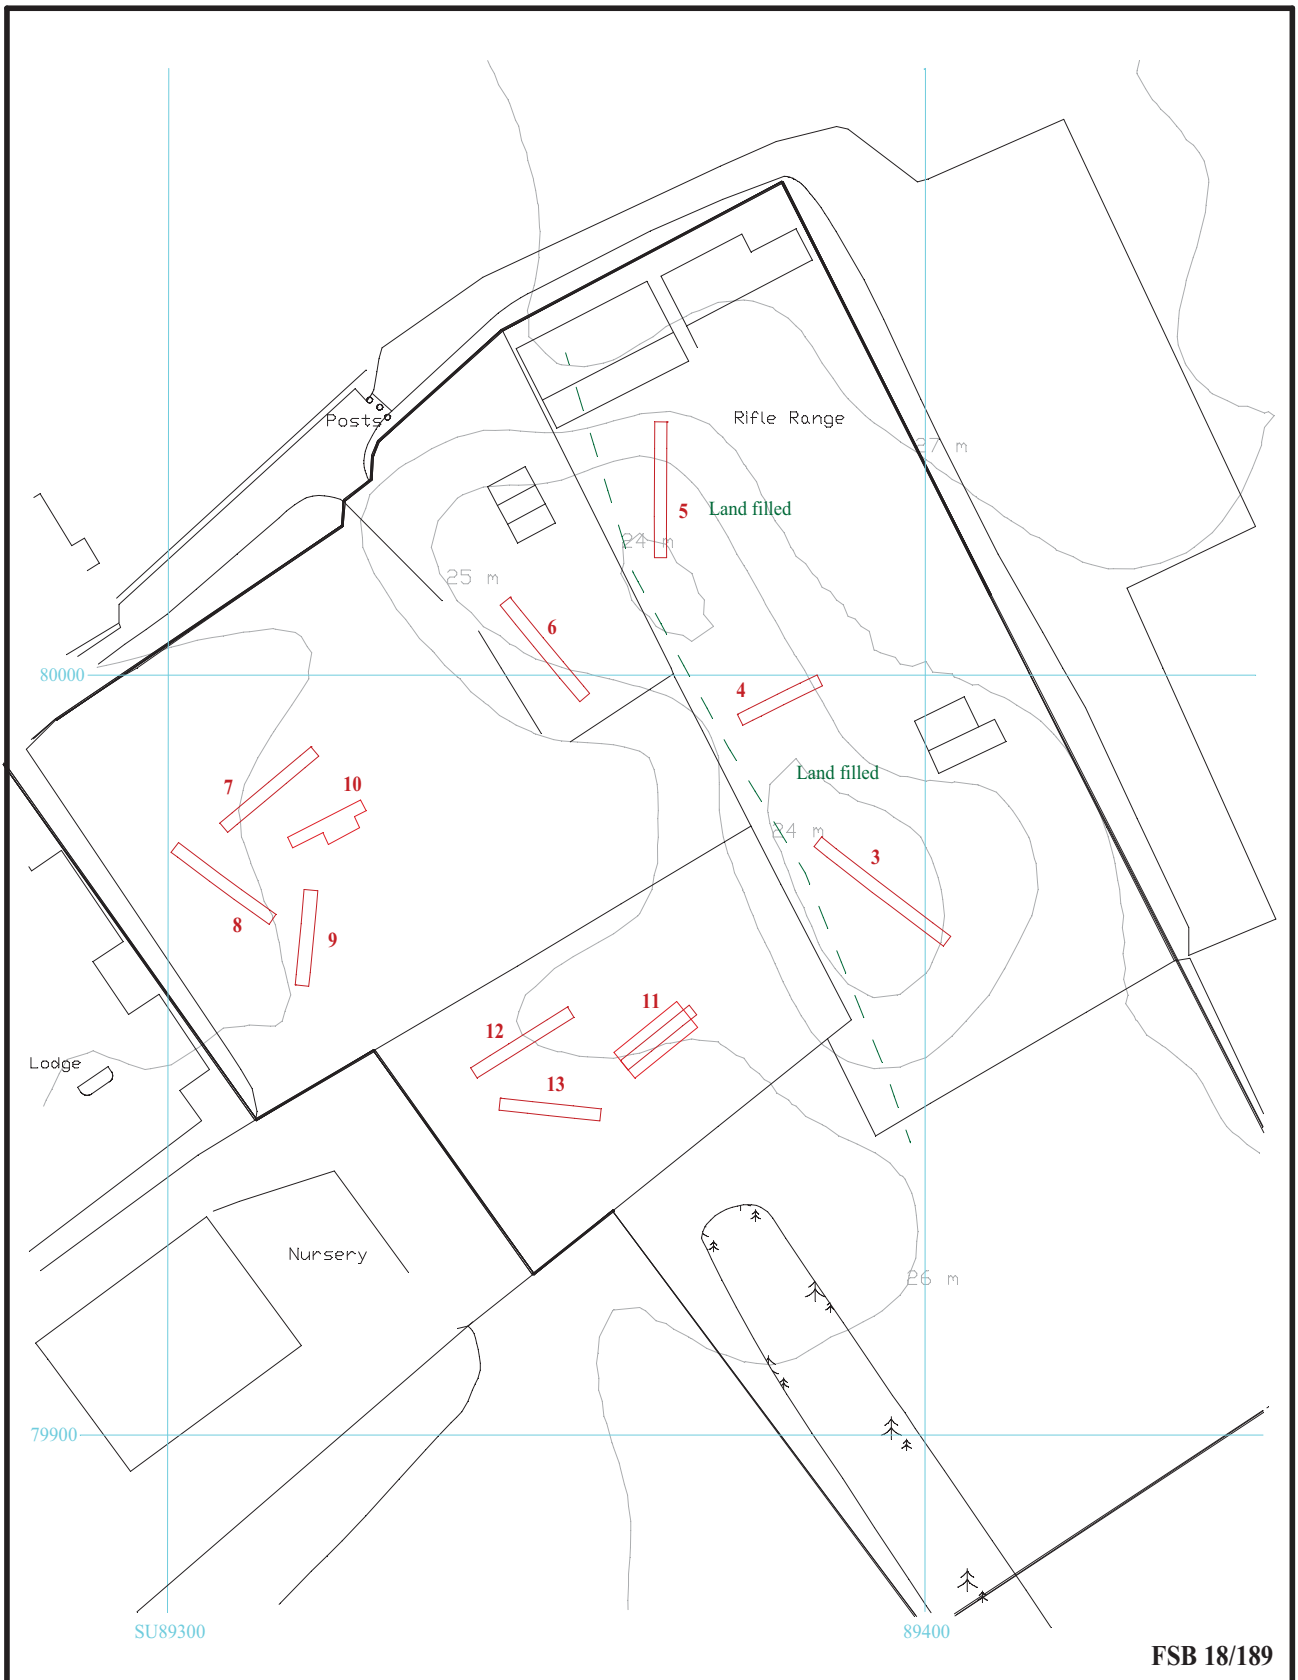 Posts
Rifle Range
27 m
5
Land filled
24 m
25 m
6
80000
4
7
10
Land filled
24 m
3
8
9
11
12
Lodge
13
Nursery
26 m
79900
SU89300
89400
FSB 18/189